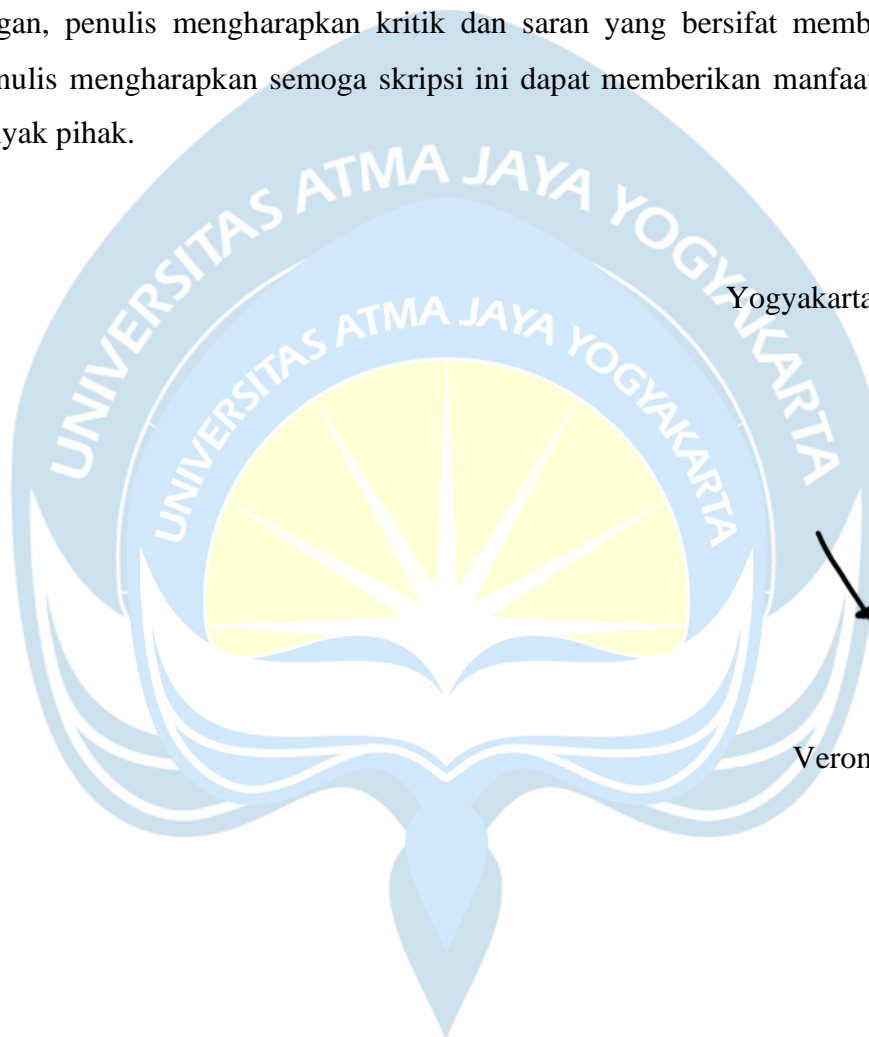 gan, penulis mengharapkan kritik dan saran yang bersifat memb
nulis mengharapkan semoga skripsi ini dapat memberikan manfaat
yak pihak.
UNIVERSITAS ATMA JAYA YOGYAKARTA
UNIVERSITAS ATMA JAYA YOGYAKARTA
Yogyakarta
Veron